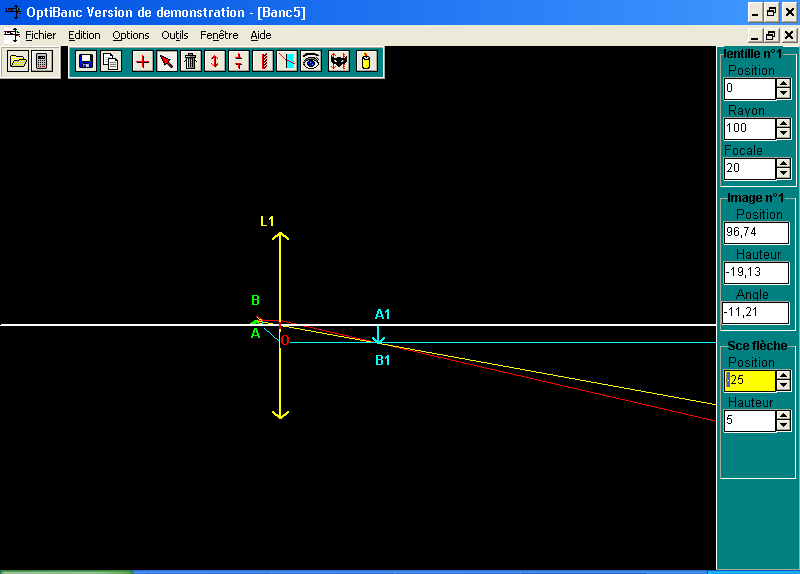 OptiBanc Version de demonstration - [Banc5]
Fichier Edition Options Outils Fenêtre Aide
lentille n°1
Position
0
Rayon
100
Focale
20
Image n°1
Position
96,74
Hauteur
-19,13
Angle
-11,21
Sce flèche
Position
-25
Hauteur
5
L1
B
A
O
A1
B1